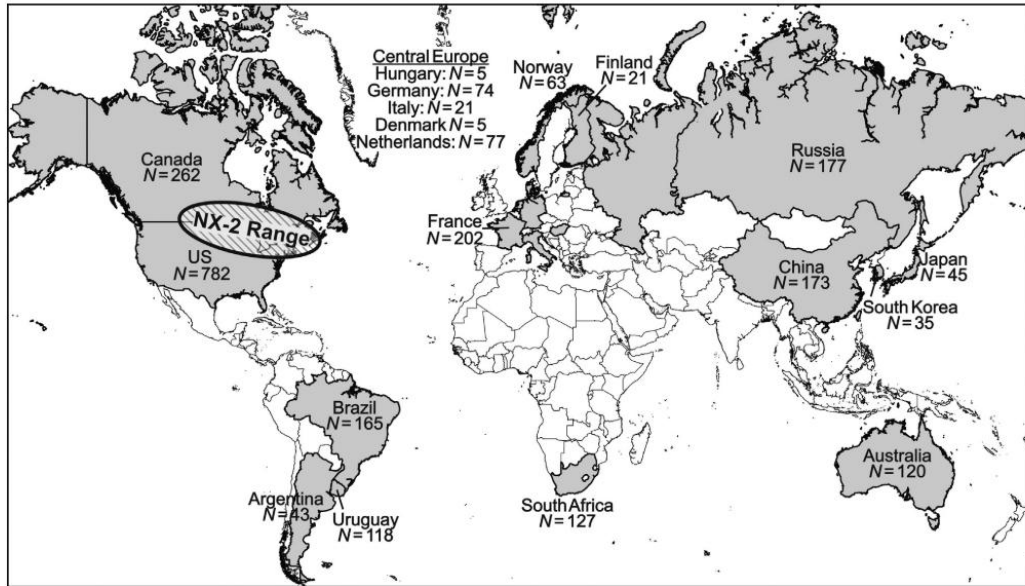 Central Europe
Hungary: N=5
Germany: N=74
Italy: N=21
Denmark N=5
Netherlands: N=77
Norway
N=63
Finland
N=21
Russia
N=177
Canada
N=262
NX-2 Range
US
N=782
France
N=202
China
N=173
Japan
N=45
South Korea
N=35
Brazil
N=165
Argentina
N=43
Uruguay
N=118
South Africa
N=127
Australia
N=120